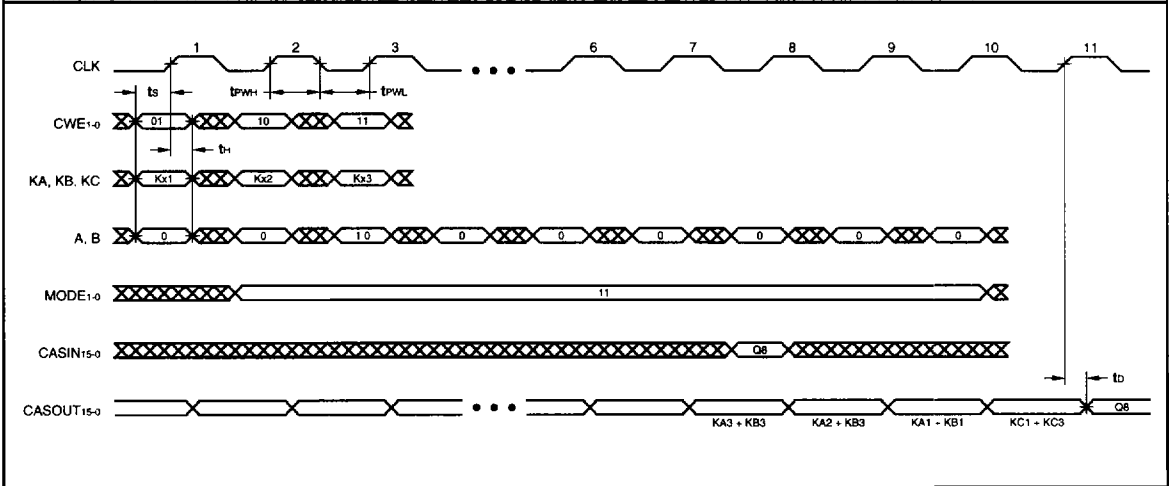 1 2 3 6 7 8 9 10 11
CLK
tS tPWH tPWL
CWE1-0 01 10 11
tH
KA, KB, KC Kx1 Kx2 Kx3
A, B 0 0 1 0 0 0 0 0 0 0
MODE1-0 11
CASIN15-0 Q8
tD
CASOUT15-0 Q8
KA3 + KB3 KA2 + KB3 KA1 + KB1 KC1 + KC3